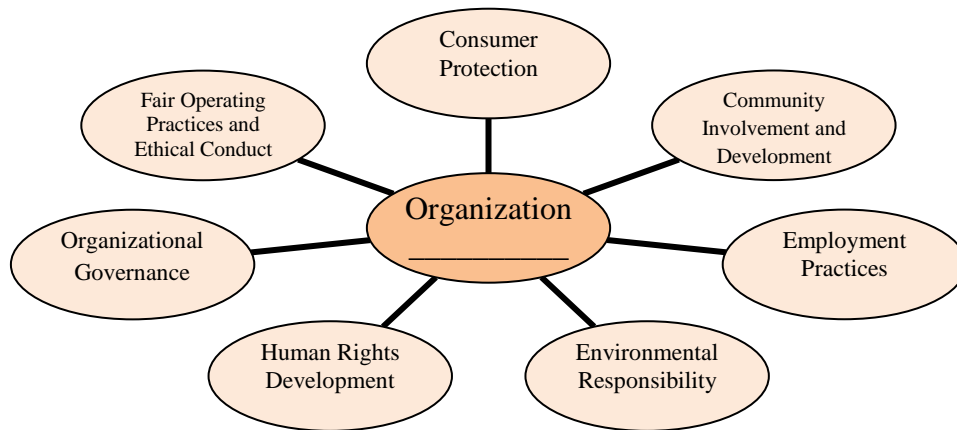 Consumer
Protection
Fair Operating
Practices and
Ethical Conduct
Community
Involvement and
Development
Organization
____________
Organizational
Governance
Employment
Practices
Human Rights
Development
Environmental
Responsibility